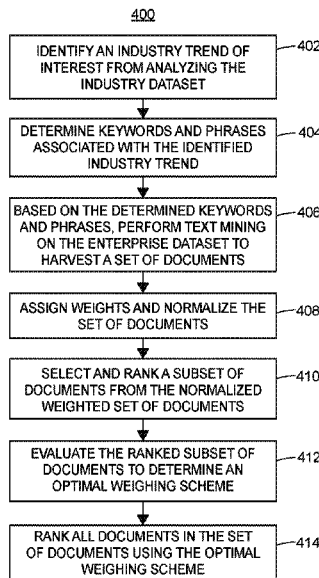 400
IDENTIFY AN INDUSTRY TREND OF
INTEREST FROM ANALYZING THE
INDUSTRY DATASET
402
DETERMINE KEYWORDS AND PHRASES
ASSOCIATED WITH THE IDENTIFIED
INDUSTRY TREND
404
BASED ON THE DETERMINED KEYWORDS
AND PHRASES, PERFORM TEXT MINING
ON THE ENTERPRISE DATASET TO
HARVEST A SET OF DOCUMENTS
406
ASSIGN WEIGHTS AND NORMALIZE THE
SET OF DOCUMENTS
408
SELECT AND RANK A SUBSET OF
DOCUMENTS FROM THE NORMALIZED
WEIGHTED SET OF DOCUMENTS
410
EVALUATE THE RANKED SUBSET OF
DOCUMENTS TO DETERMINE AN
OPTIMAL WEIGHING SCHEME
412
RANK ALL DOCUMENTS IN THE SET
OF DOCUMENTS USING THE OPTIMAL
WEIGHING SCHEME
414